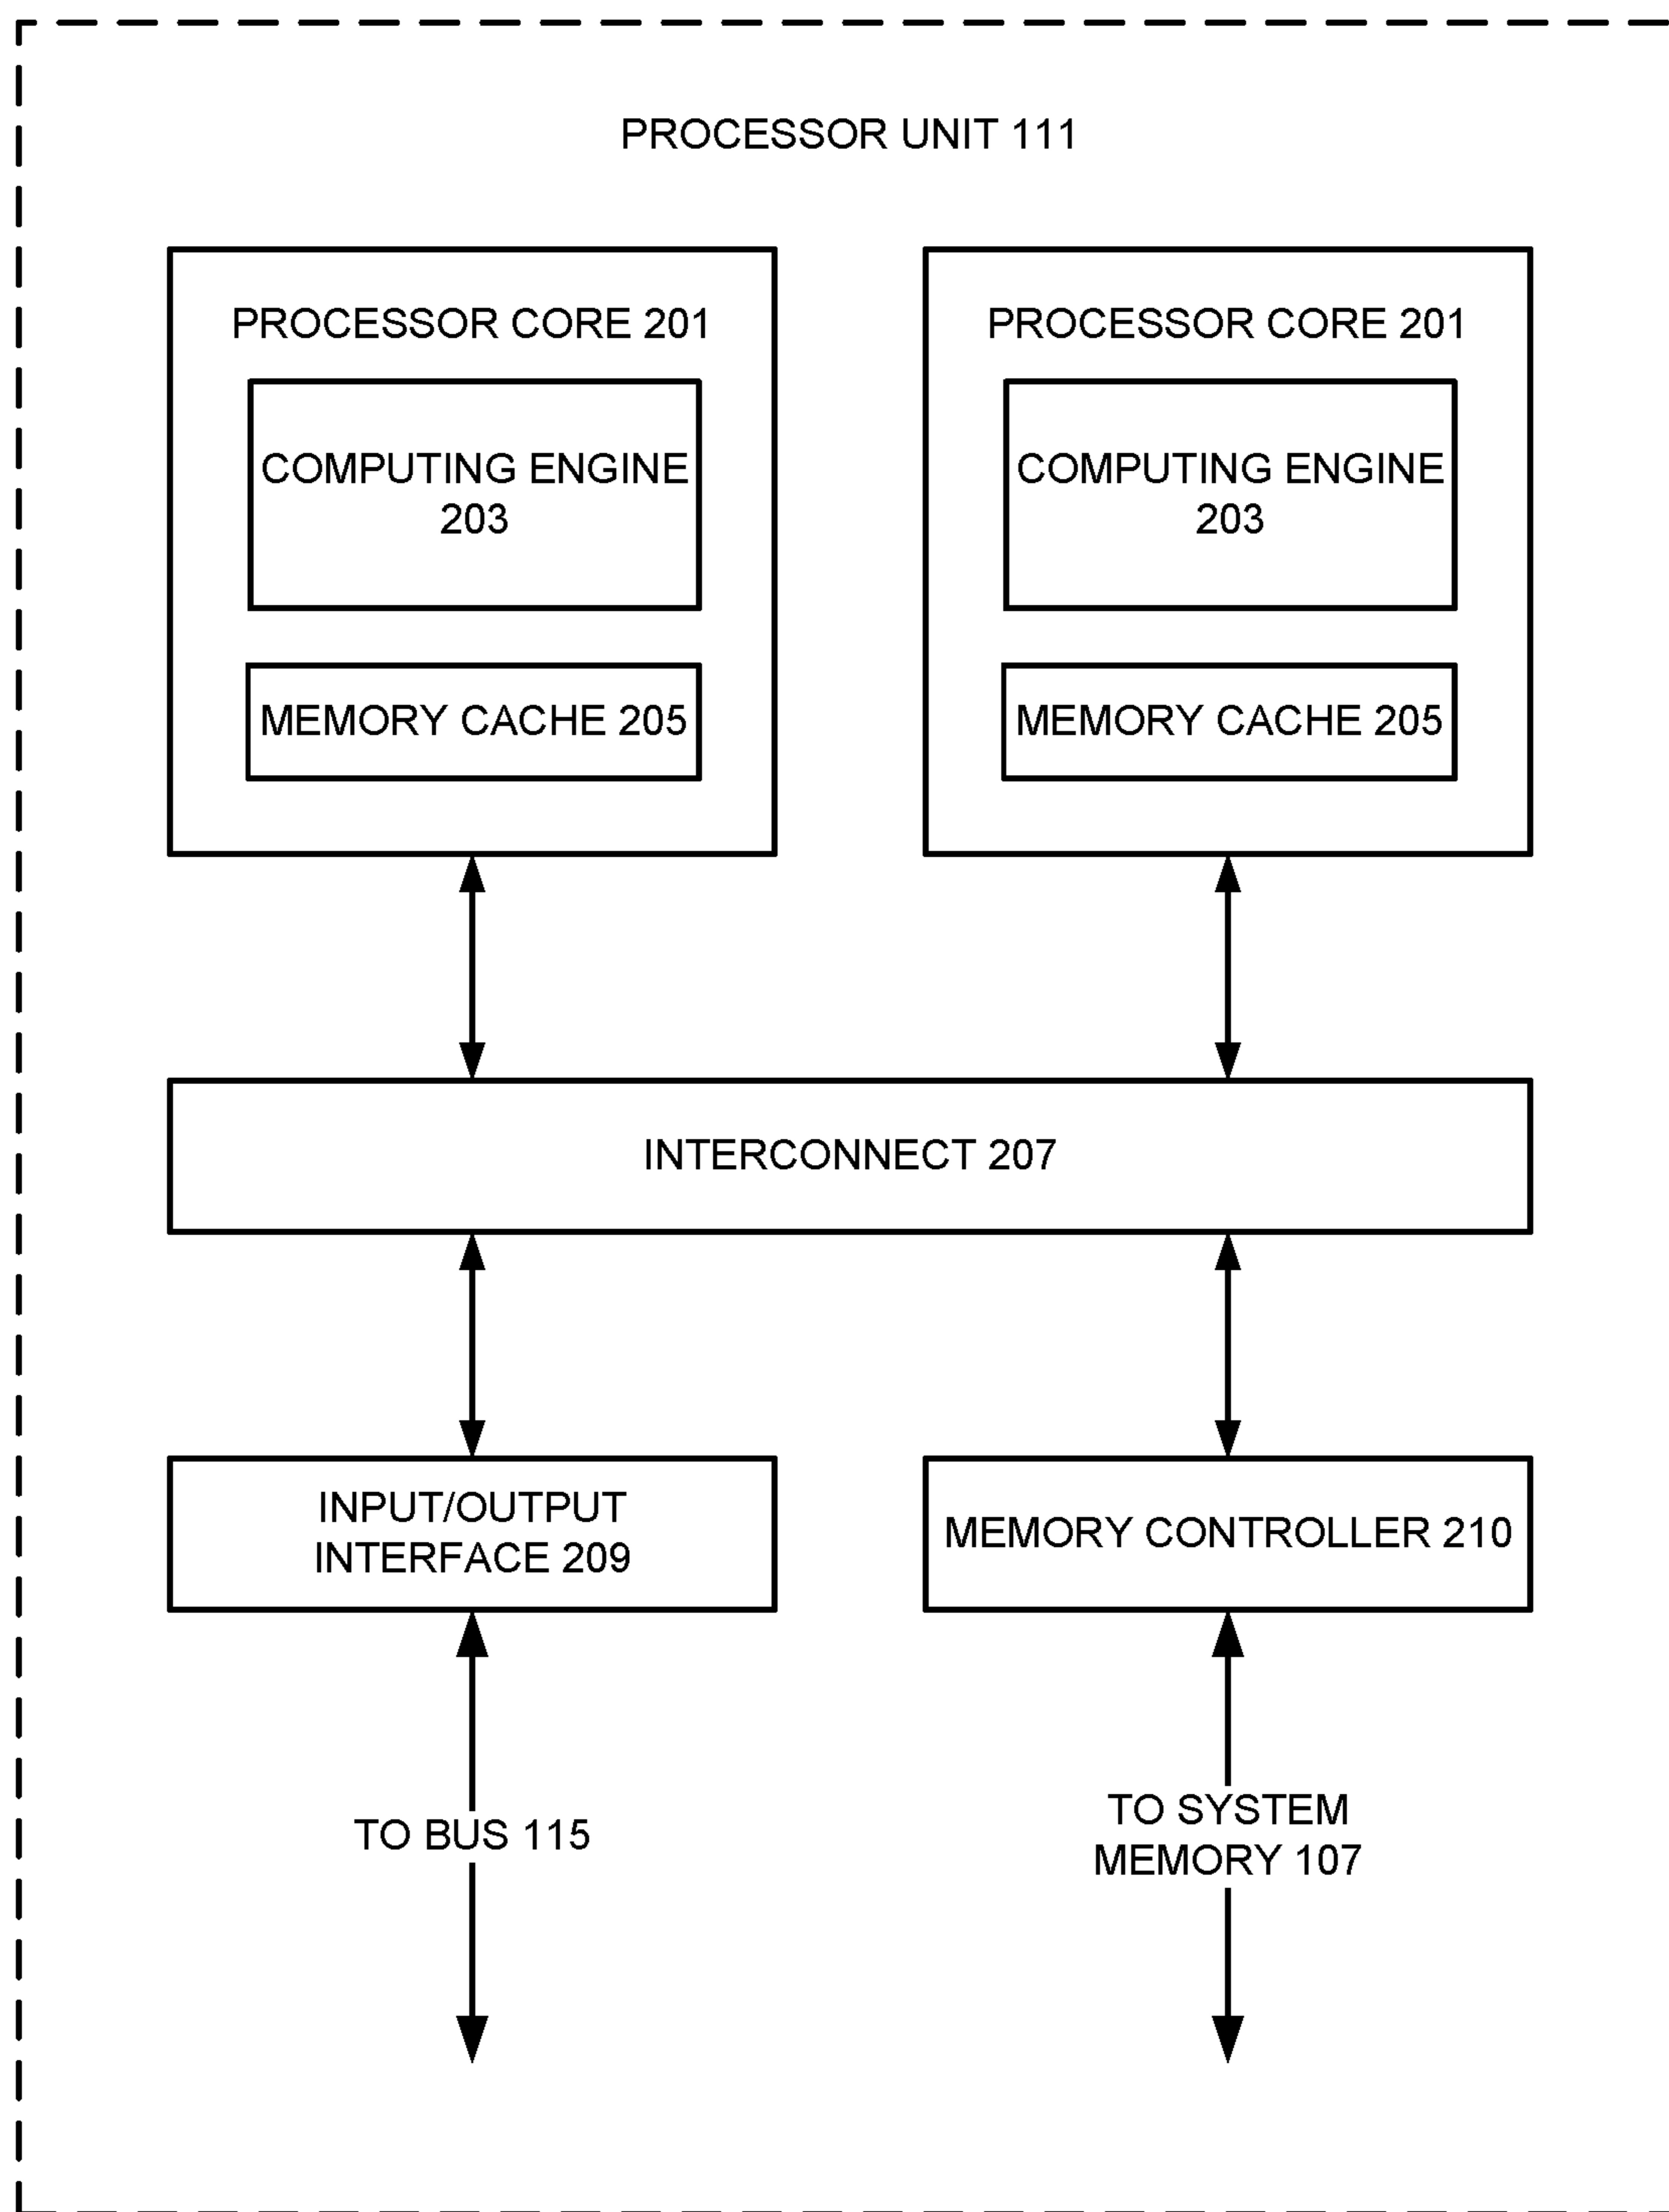 PROCESSOR UNIT 111
PROCESSOR CORE 201
COMPUTING ENGINE
203
MEMORY CACHE 205
PROCESSOR CORE 201
COMPUTING ENGINE
203
MEMORY CACHE 205
INTERCONNECT 207
INPUT/OUTPUT
INTERFACE 209
MEMORY CONTROLLER 210
TO BUS 115
TO SYSTEM
MEMORY 107